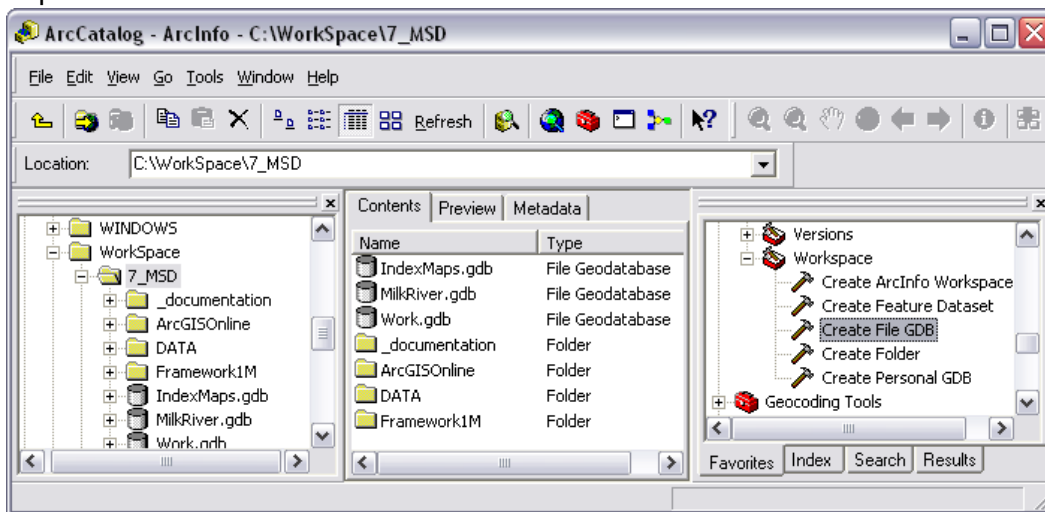 ArcCatalog - ArcInfo - C:\WorkSpace\7_MSD
File Edit View Go Tools Window Help
Refresh
Location: C:\WorkSpace\7_MSD
WINDOWS
WorkSpace
7_MSD
_documentation
ArcGISOnline
DATA
Framework1M
IndexMaps.gdb
MilkRiver.gdb
Work.gdb
Contents Preview Metadata
Name Type
IndexMaps.gdb File Geodatabase
MilkRiver.gdb File Geodatabase
Work.gdb File Geodatabase
_documentation Folder
ArcGISOnline Folder
DATA Folder
Framework1M Folder
Versions
Workspace
Create ArcInfo Workspace
Create Feature Dataset
Create File GDB
Create Folder
Create Personal GDB
Geocoding Tools
Favorites Index Search Results